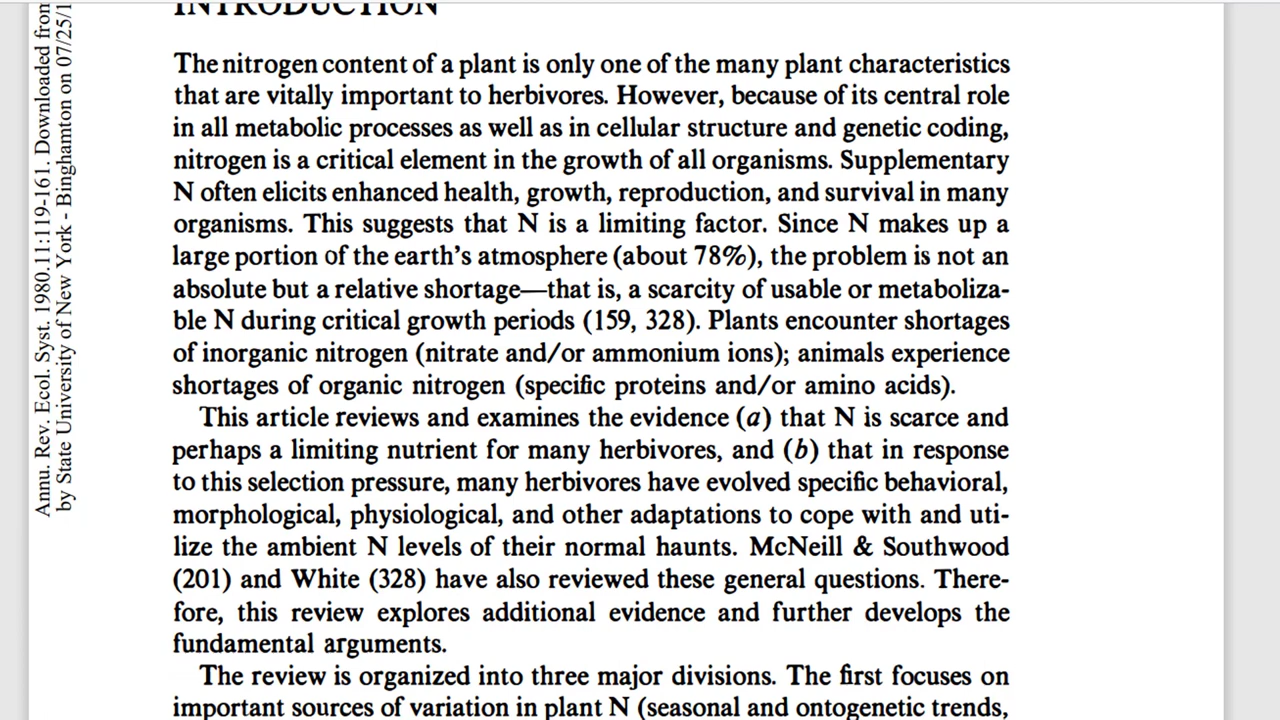 INTRODUCTION
The nitrogen content of a plant is only one of the many plant characteristics
that are vitally important to herbivores. However, because of its central role
in all metabolic processes as well as in cellular structure and genetic coding,
nitrogen is a critical element in the growth of all organisms. Supplementary
N often elicits enhanced health, growth, reproduction, and survival in many
organisms. This suggests that N is a limiting factor. Since N makes up a
large portion of the earth's atmosphere (about 78%), the problem is not an
absolute but a relative shortage—that is, a scarcity of usable or metaboliza-
ble N during critical growth periods (159, 328). Plants encounter shortages
of inorganic nitrogen (nitrate and/or ammonium ions); animals experience
shortages of organic nitrogen (specific proteins and/or amino acids).
This article reviews and examines the evidence (a) that N is scarce and
perhaps a limiting nutrient for many herbivores, and (b) that in response
to this selection pressure, many herbivores have evolved specific behavioral,
morphological, physiological, and other adaptations to cope with and uti-
lize the ambient N levels of their normal haunts. McNeill & Southwood
(201) and White (328) have also reviewed these general questions. There-
fore, this review explores additional evidence and further develops the
fundamental arguments.
The review is organized into three major divisions. The first focuses on
important sources of variation in plant N (seasonal and ontogenetic trends,
Annu. Rev. Ecol. Syst. 1980.11:119-161. Downloaded from
by State University of New York - Binghamton on 07/25/1